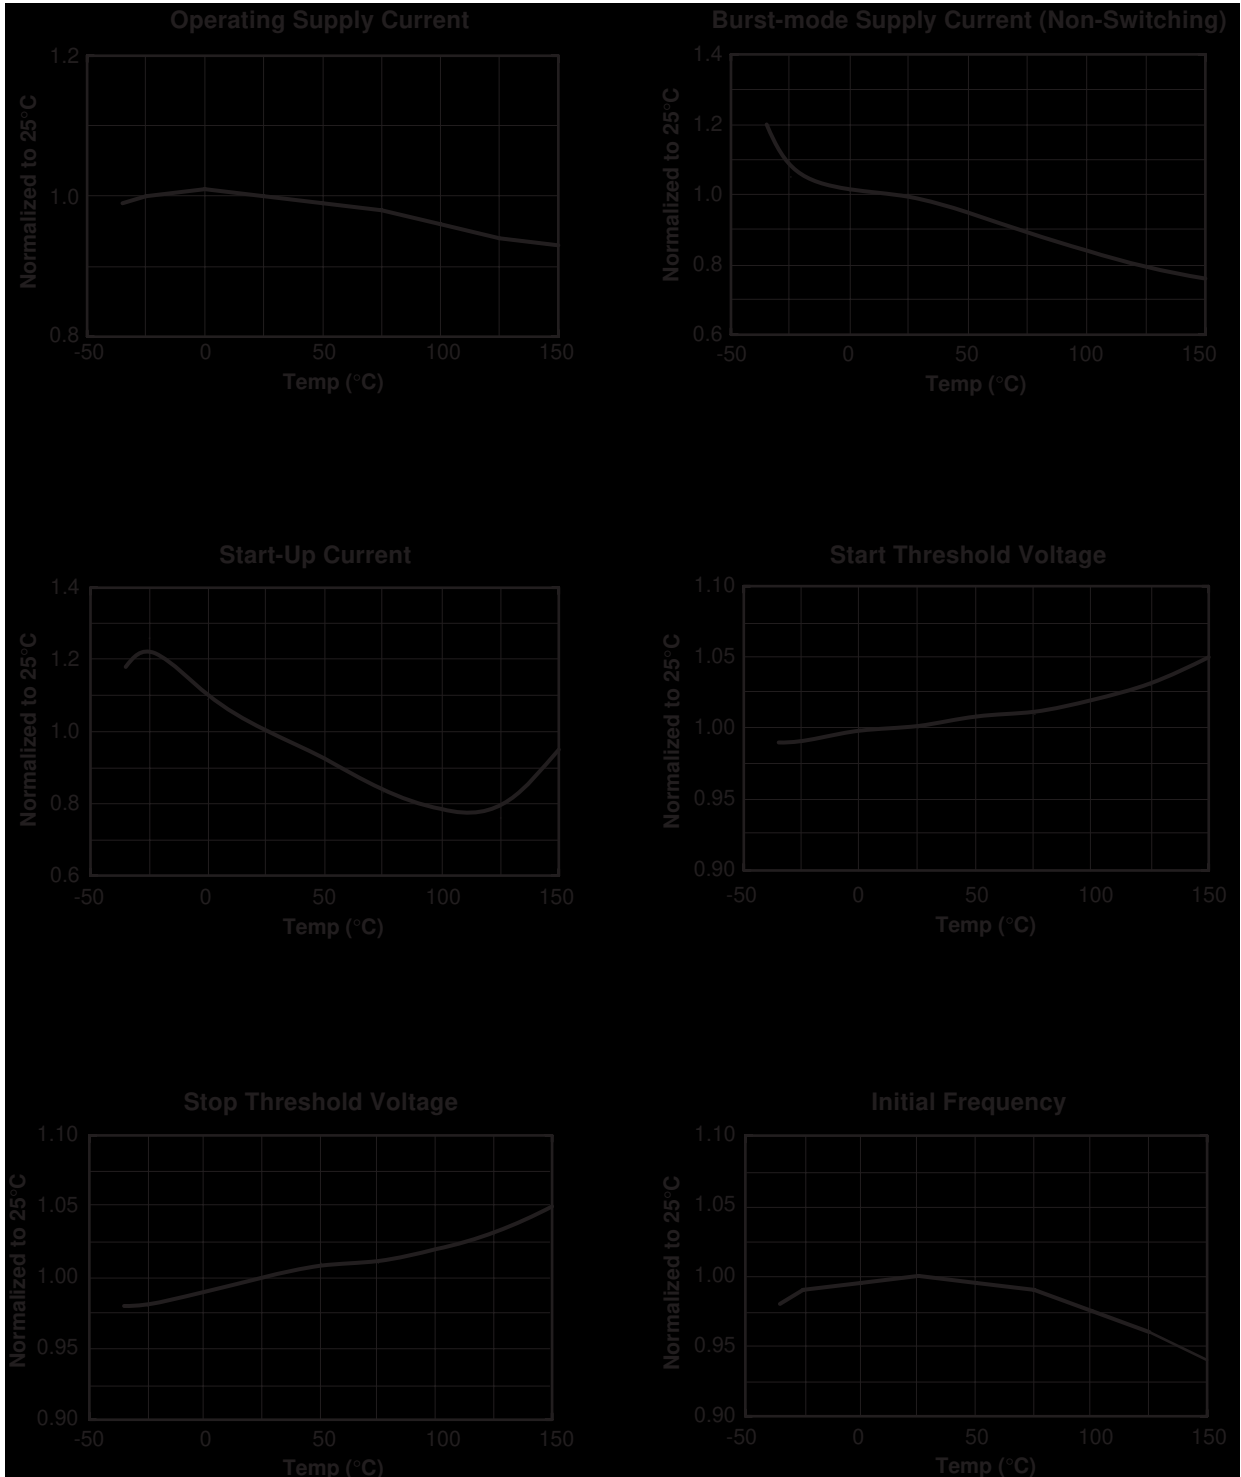 Operating Supply Current
1.2
1.0
0.8
Normalized to 25°C
-50 0 50 100 150
Temp (°C)
Burst-mode Supply Current (Non-Switching)
1.4
1.2
1.0
0.8
0.6
Normalized to 25°C
-50 0 50 100 150
Temp (°C)
Start-Up Current
1.4
1.2
1.0
0.8
0.6
Normalized to 25°C
-50 0 50 100 150
Temp (°C)
Start Threshold Voltage
1.10
1.05
1.00
0.95
0.90
Normalized to 25°C
-50 0 50 100 150
Temp (°C)
Stop Threshold Voltage
1.10
1.05
1.00
0.95
0.90
Normalized to 25°C
-50 0 50 100 150
Temp (°C)
Initial Frequency
1.10
1.05
1.00
0.95
0.90
Normalized to 25°C
-50 0 50 100 150
Temp (°C)